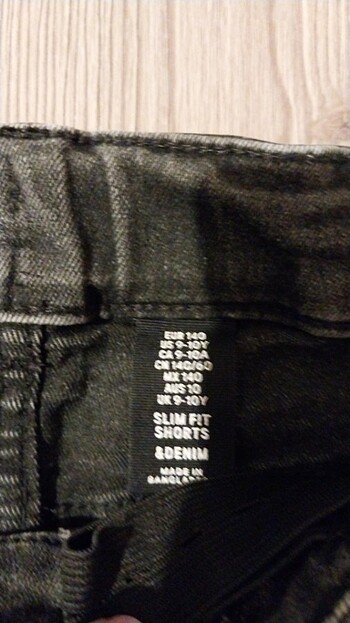 EUR 140
US 9-10Y
CA 9-10A
CN 140/60
MX 140
AUS 10
UK 9-10Y
SLIM FIT
SHORTS
&DENIM
MADE IN